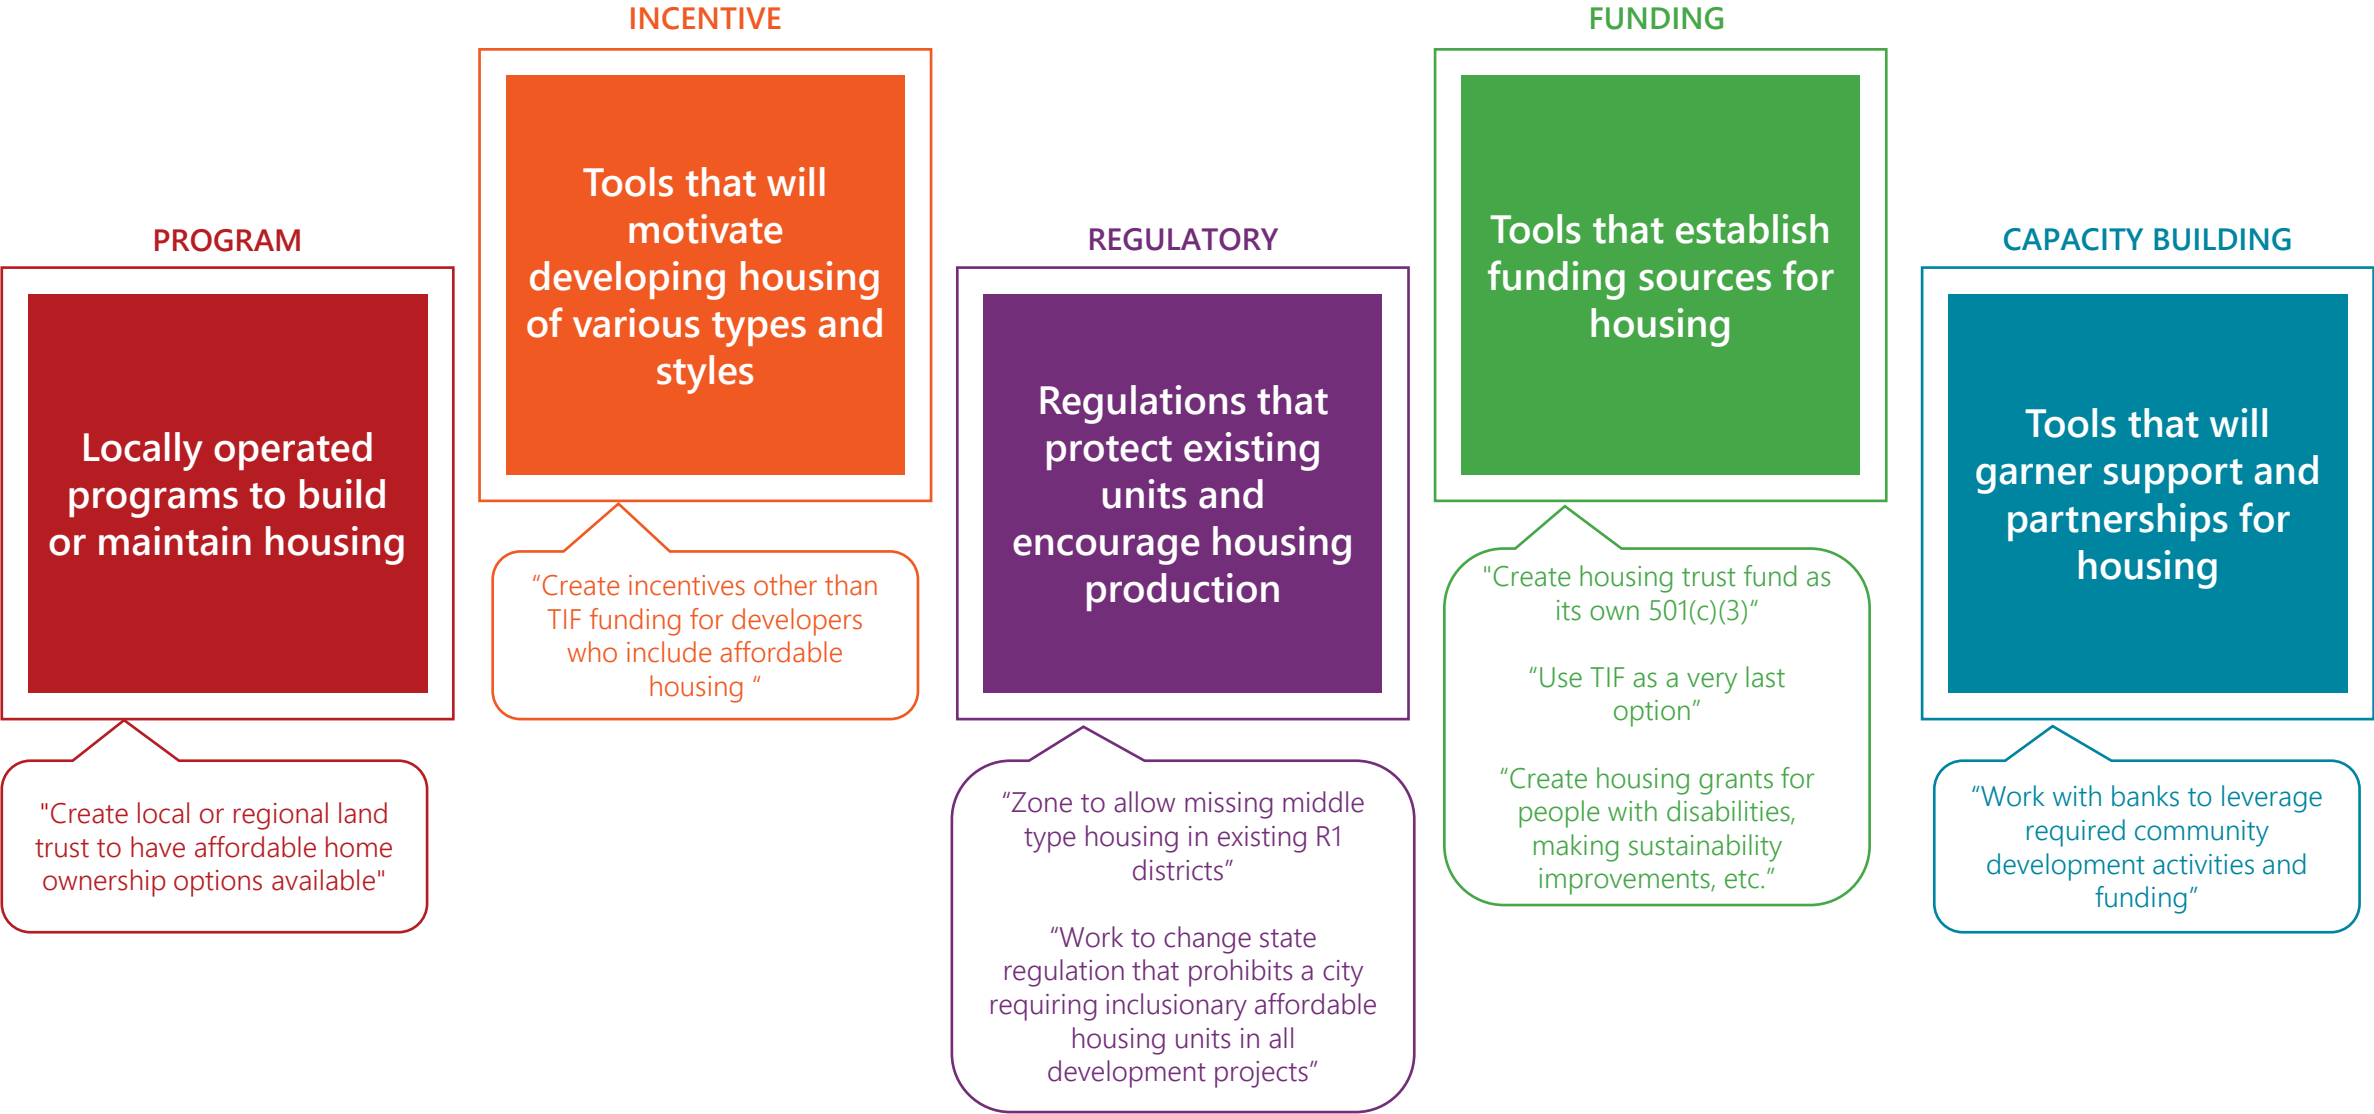 PROGRAM
Locally operated
programs to build
or maintain housing
"Create local or regional land
trust to have affordable home
ownership options available"
INCENTIVE
Tools that will
motivate
developing housing
of various types and
styles
“Create incentives other than
TIF funding for developers
who include affordable
housing “
REGULATORY
Regulations that
protect existing
units and
encourage housing
production
“Zone to allow missing middle
type housing in existing R1
districts”
“Work to change state
regulation that prohibits a city
requiring inclusionary affordable
housing units in all
development projects”
FUNDING
Tools that establish
funding sources for
housing
"Create housing trust fund as
its own 501(c)(3)“
“Use TIF as a very last
option”
“Create housing grants for
people with disabilities,
making sustainability
improvements, etc.”
CAPACITY BUILDING
Tools that will
garner support and
partnerships for
housing
“Work with banks to leverage
required community
development activities and
funding”